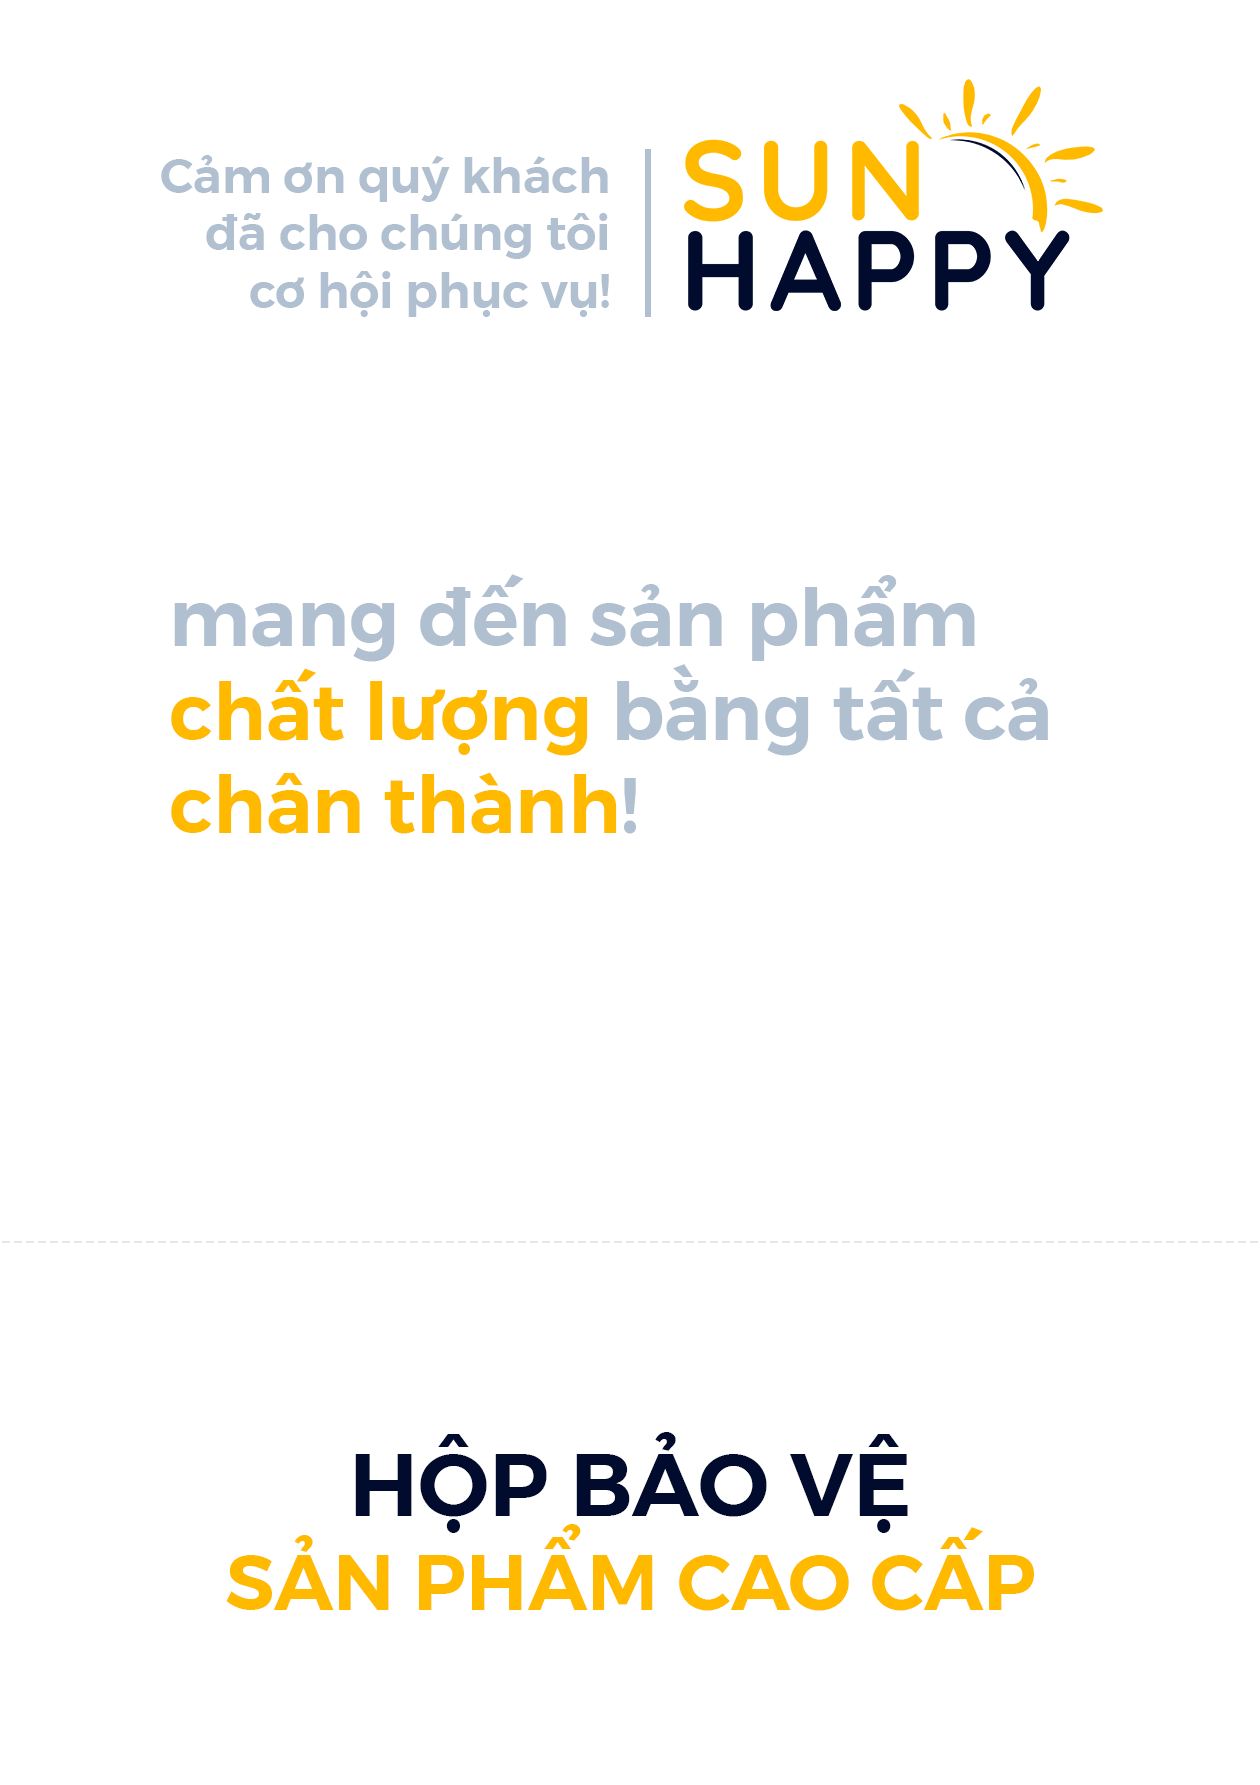 Cảm ơn quý khách
đã cho chúng tôi
cơ hội phục vụ!
SUN
HAPPY
mang đến sản phẩm
chất lượng bằng tất cả
chân thành!
HỘP BẢO VỆ
SẢN PHẨM CAO CẤP